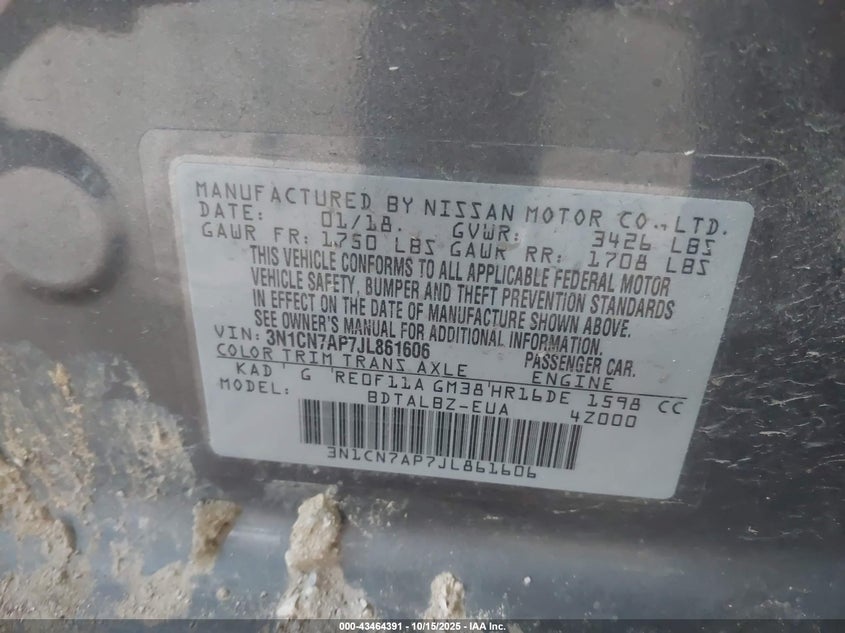 MANUFACTURED BY NISSAN MOTOR CO., LTD.
DATE: 01/18. GVWR: 3426 LBS
GAWR FR: 1750 LBS GAWR RR: 1708 LBS
THIS VEHICLE CONFORMS TO ALL APPLICABLE FEDERAL MOTOR
VEHICLE SAFETY, BUMPER AND THEFT PREVENTION STANDARDS
IN EFFECT ON THE DATE OF MANUFACTURE SHOWN ABOVE.
SEE OWNER'S MANUAL FOR ADDITIONAL INFORMATION.
VIN: 3N1CN7AP7JL861606 PASSENGER CAR.
COLOR TRIM TRANS AXLE ENGINE
KAD G RE0F11A GM38 HR16DE 1598 CC
MODEL: BDTALBZ-EUA 4Z000
3N1CN7AP7JL861606
000-43464391 - 10/15/2025 - IAA Inc.